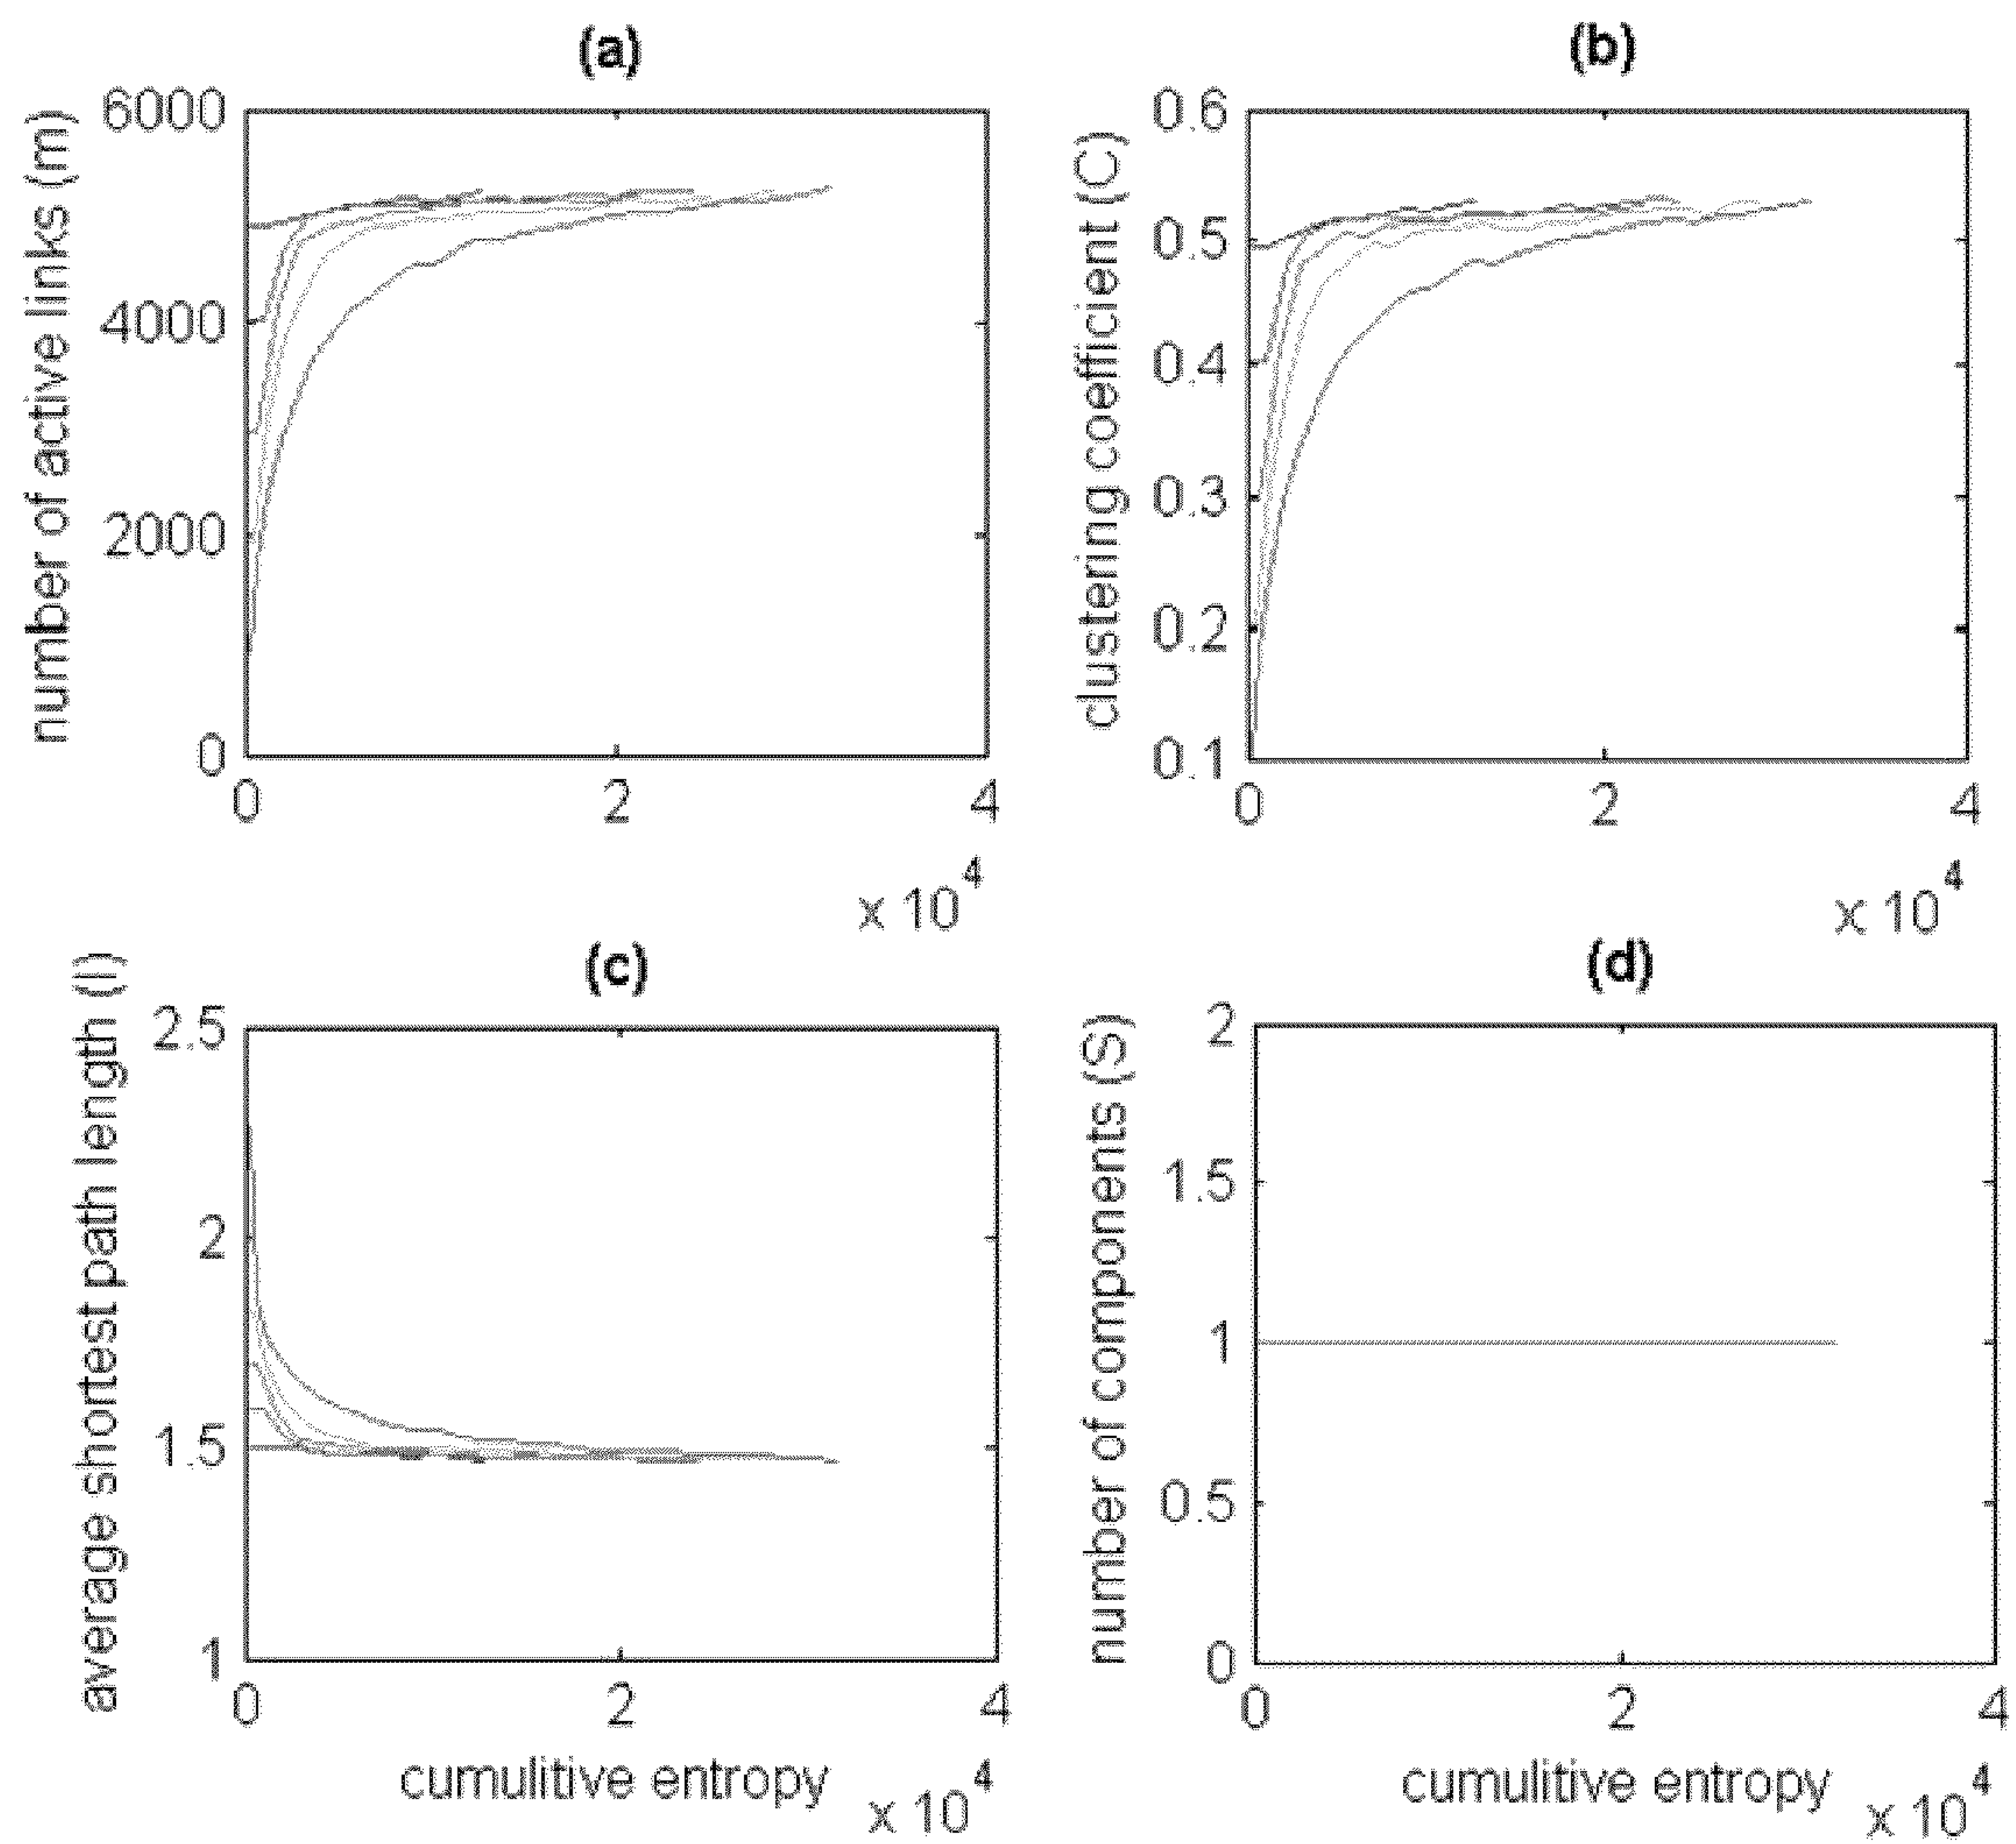 (a)
number of active links (m)
6000
4000
2000
0
0 2 4
x 10^4
(b)
clustering coefficient (C)
0.6
0.5
0.4
0.3
0.2
0.1
0 2 4
x 10^4
(c)
average shortest path length (l)
2.5
2
1.5
1
0 2 4
cumulitive entropy
x 10^4
(d)
number of components (S)
2
1.5
1
0.5
0
0 2 4
cumulitive entropy
x 10^4